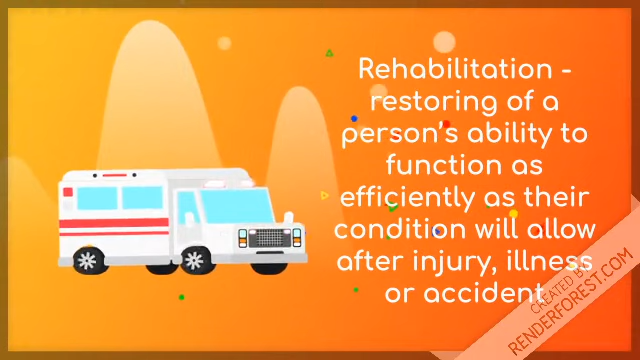 Rehabilitation -
restoring of a
person's ability to
function as
efficiently as their
condition will allow
after injury, illness
or accident
CREATED BY
RENDERFOREST.COM